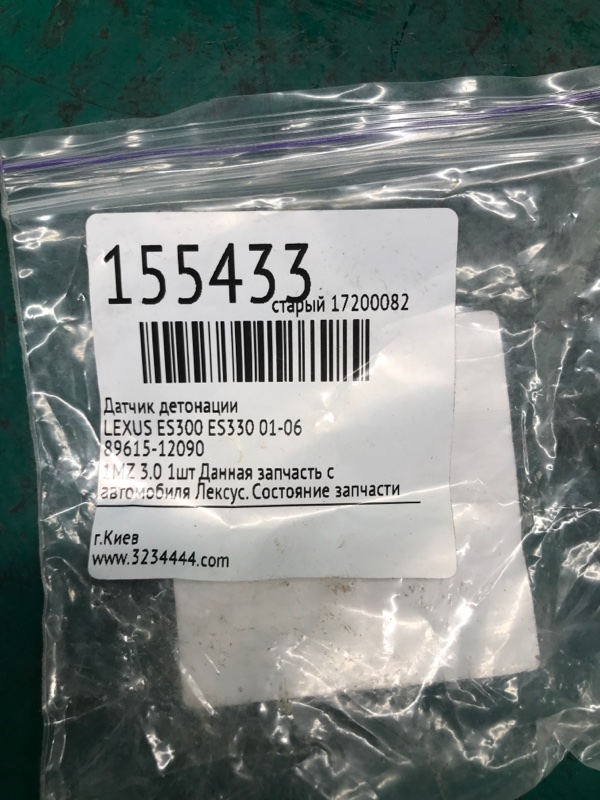 155433
старый 17200082
Датчик детонации
LEXUS ES300 ES330 01-06
89615-12090
1MZ 3.0 1шт Данная запчасть с
автомобиля Лексус. Состояние запчасти
г.Киев
www.3234444.com